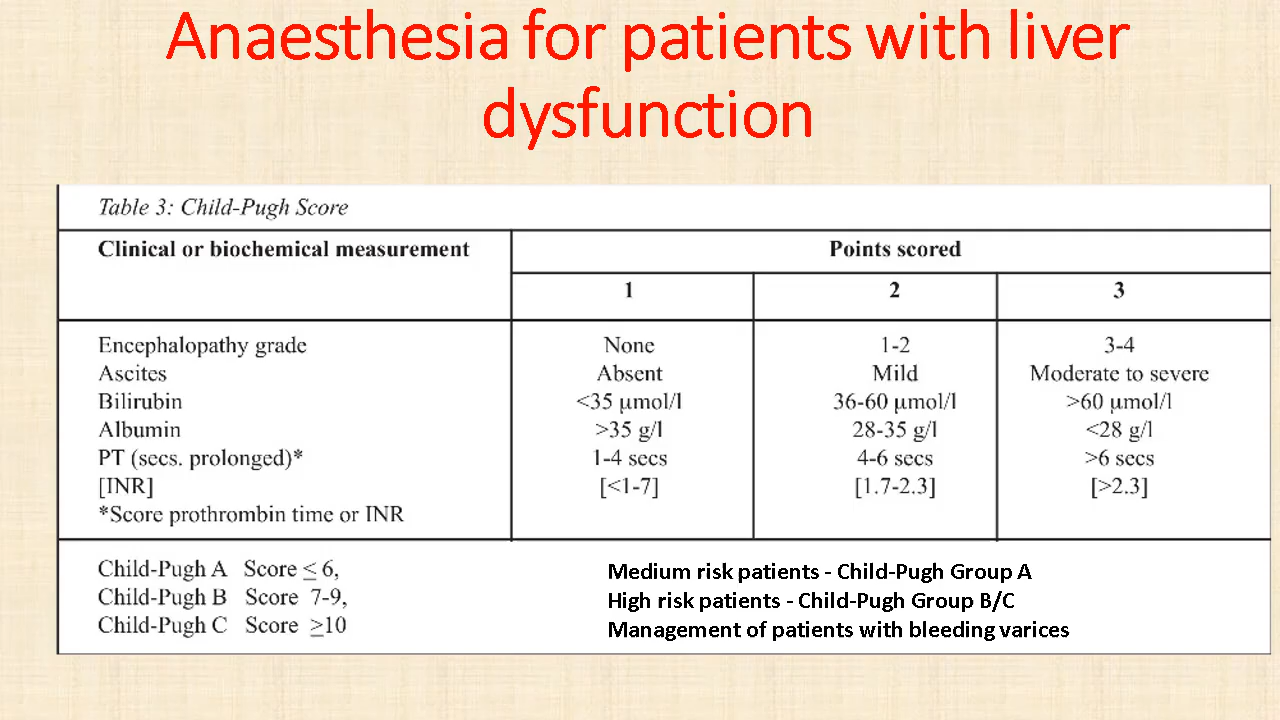 Anaesthesia for patients with liver
dysfunction
Table 3: Child-Pugh Score
Clinical or biochemical measurement Points scored
1 2 3
Encephalopathy grade None 1-2 3-4
Ascites Absent Mild Moderate to severe
Bilirubin <35 µmol/l 36-60 µmol/l >60 µmol/l
Albumin >35 g/l 28-35 g/l <28 g/l
PT (secs. prolonged)* 1-4 secs 4-6 secs >6 secs
[INR] [<1-7] [1.7-2.3] [>2.3]
*Score prothrombin time or INR
Child-Pugh A Score ≤ 6, Medium risk patients - Child-Pugh Group A
Child-Pugh B Score 7-9, High risk patients - Child-Pugh Group B/C
Child-Pugh C Score ≥10 Management of patients with bleeding varices